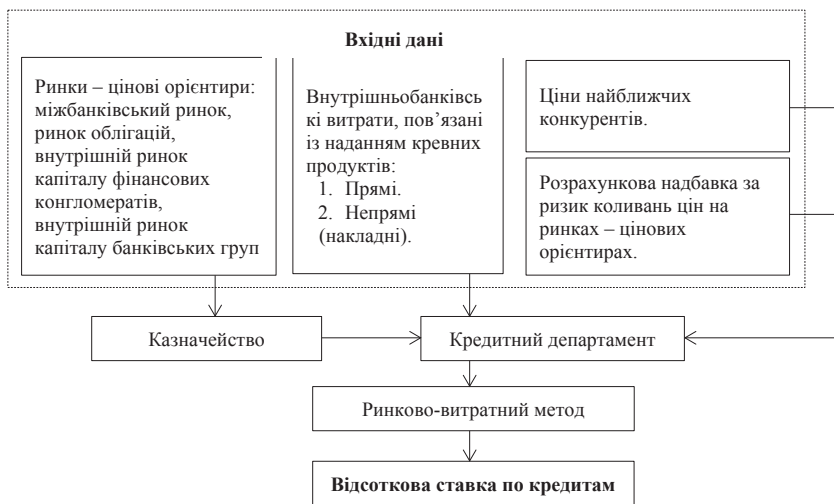 Вхідні дані
Ринки – цінові орієнтири:
міжбанківський ринок,
ринок облігацій,
внутрішній ринок
капіталу фінансових
конгломератів,
внутрішній ринок
капіталу банківських груп
Внутрішньобанківсь
кі витрати, пов’язані
із наданням кревних
продуктів:
1. Прямі.
2. Непрямі
(накладні).
Ціни найближчих
конкурентів.
Розрахункова надбавка за
ризик коливань цін на
ринках – цінових
орієнтирах.
Казначейство
Кредитний департамент
Ринково-витратний метод
Відсоткова ставка по кредитам